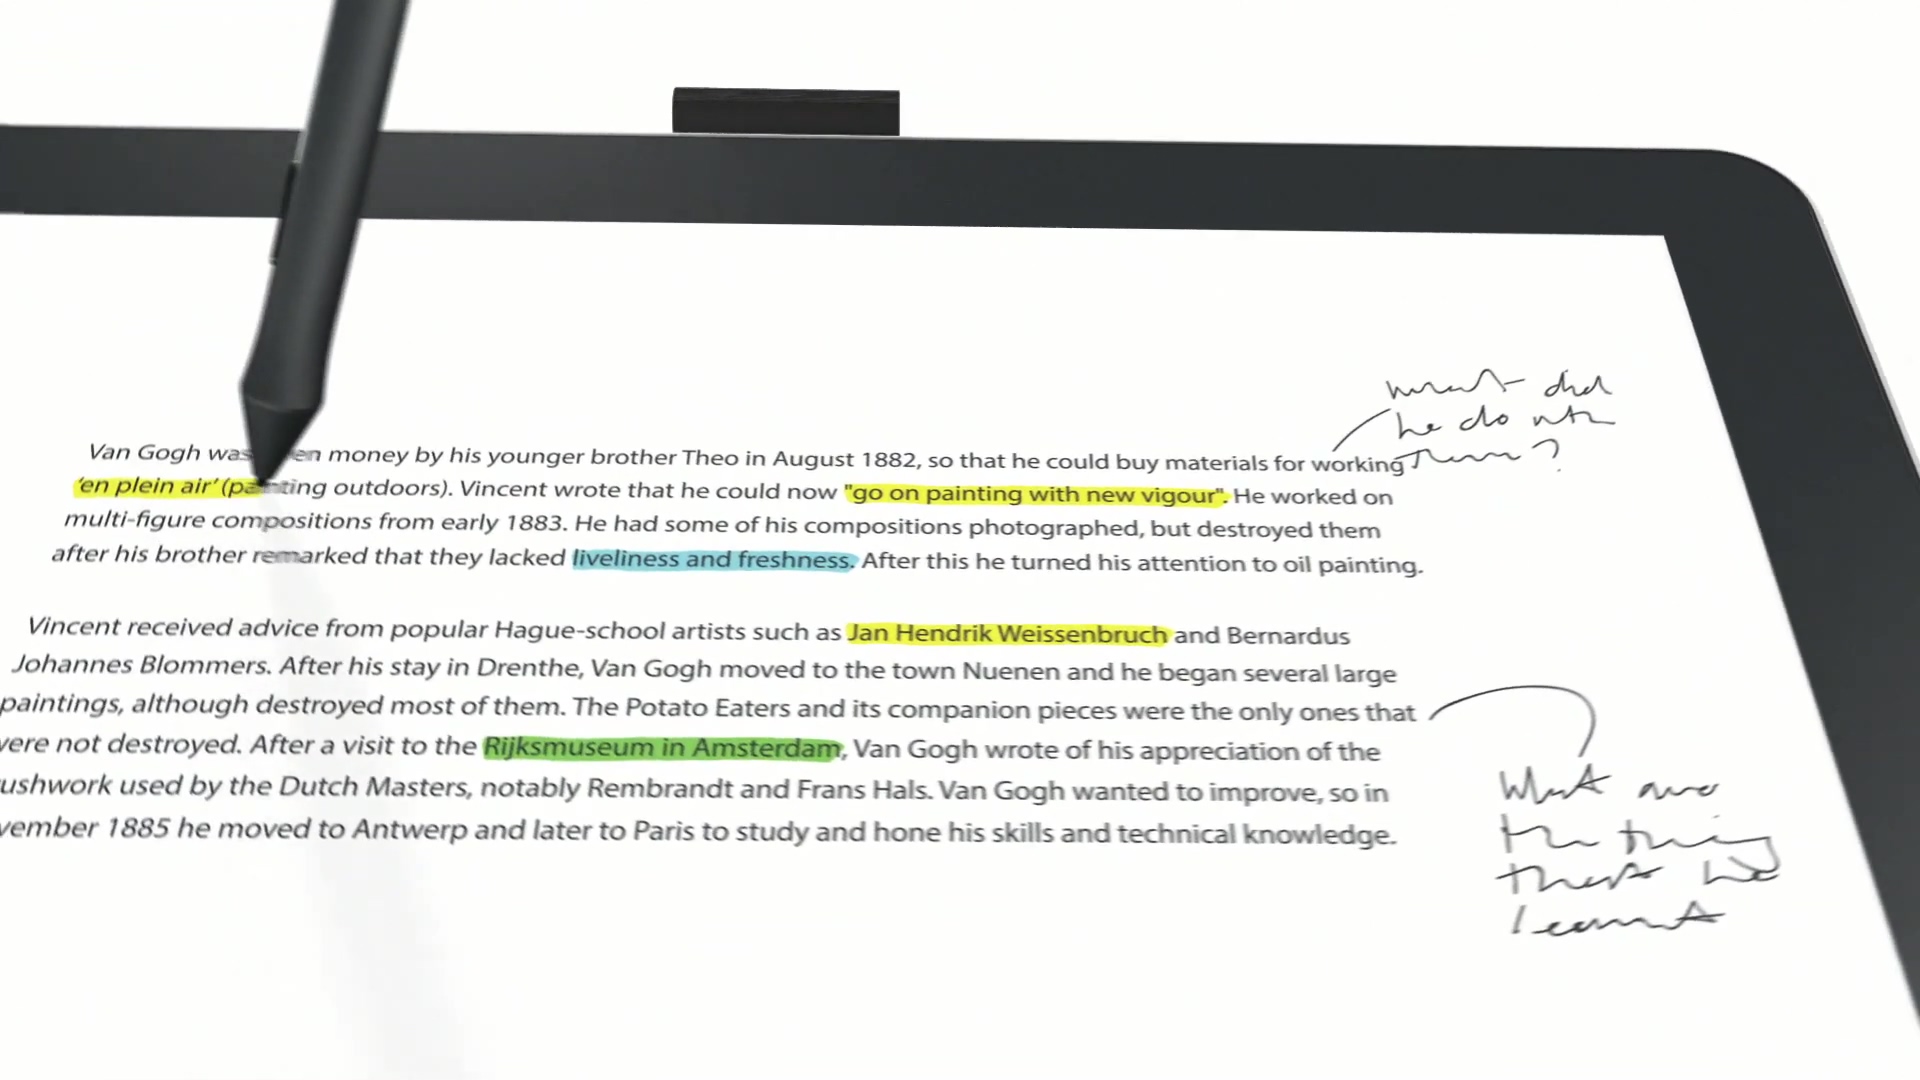 what did
he do with
them?
Van Gogh was en money by his younger brother Theo in August 1882, so that he could buy materials for working
'en plein air' (painting outdoors). Vincent wrote that he could now "go on painting with new vigour". He worked on
multi-figure compositions from early 1883. He had some of his compositions photographed, but destroyed them
after his brother remarked that they lacked liveliness and freshness. After this he turned his attention to oil painting.
Vincent received advice from popular Hague-school artists such as Jan Hendrik Weissenbruch and Bernardus
Johannes Blommers. After his stay in Drenthe, Van Gogh moved to the town Nuenen and he began several large
paintings, although destroyed most of them. The Potato Eaters and its companion pieces were the only ones that
ere not destroyed. After a visit to the Rijksmuseum in Amsterdam, Van Gogh wrote of his appreciation of the
ushwork used by the Dutch Masters, notably Rembrandt and Frans Hals. Van Gogh wanted to improve, so in
vember 1885 he moved to Antwerp and later to Paris to study and hone his skills and technical knowledge.
What are
the thing
that he
learnt